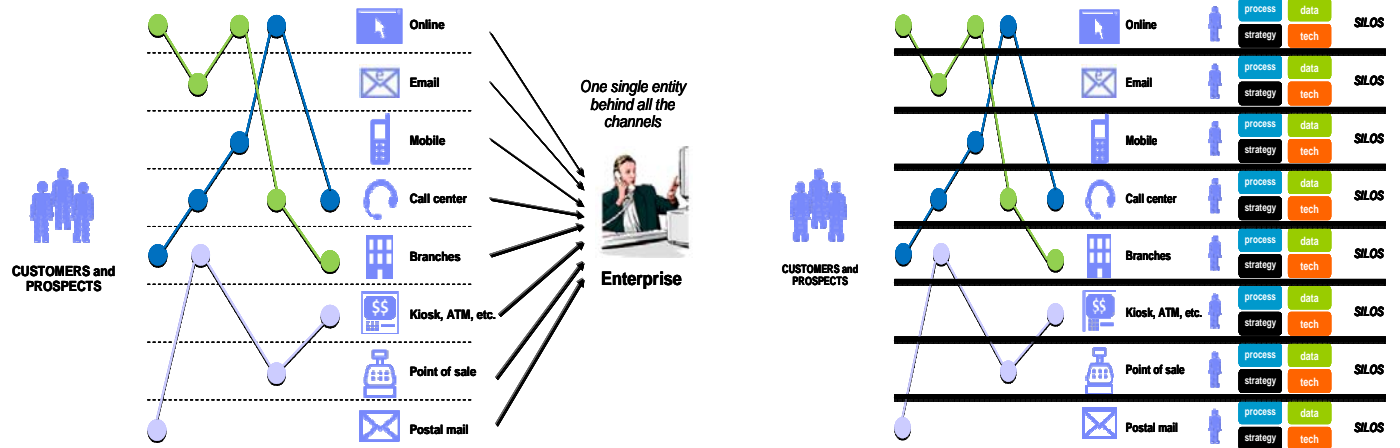 Online
Email
One single entity
behind all the
channels
Mobile
Call center
CUSTOMERS and
PROSPECTS
Branches
Enterprise
Kiosk, ATM, etc.
Point of sale
Postal mail
CUSTOMERS and
PROSPECTS
Online
process data
strategy tech
SILOS
Email
process data
strategy tech
SILOS
Mobile
process data
strategy tech
SILOS
Call center
process data
strategy tech
SILOS
Branches
process data
strategy tech
SILOS
$$
Kiosk, ATM, etc.
$$
process data
strategy tech
SILOS
Point of sale
process data
strategy tech
SILOS
Postal mail
process data
strategy tech
SILOS